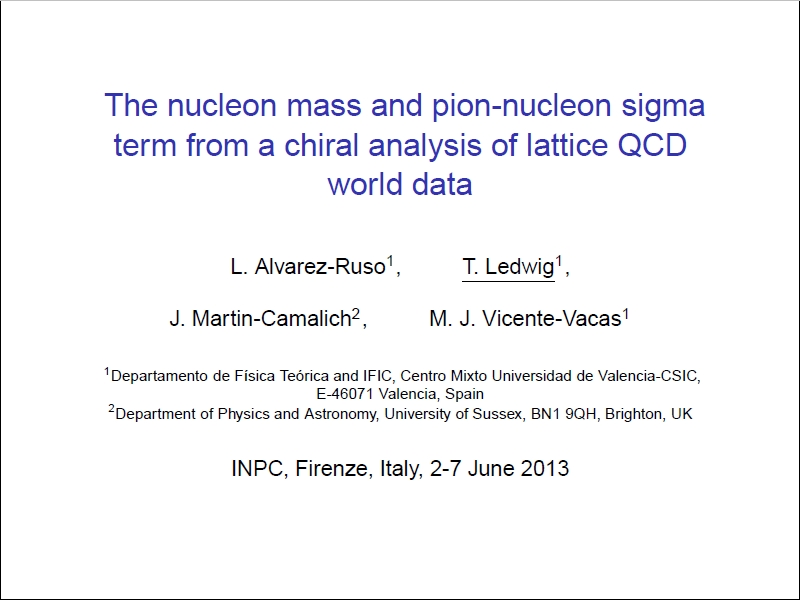 The nucleon mass and pion-nucleon sigma
term from a chiral analysis of lattice QCD
world data
L. Alvarez-Ruso¹, T. Ledwig¹,
J. Martin-Camalich², M. J. Vicente-Vacas¹
¹Departamento de Física Teórica and IFIC, Centro Mixto Universidad de Valencia-CSIC,
E-46071 Valencia, Spain
²Department of Physics and Astronomy, University of Sussex, BN1 9QH, Brighton, UK
INPC, Firenze, Italy, 2-7 June 2013